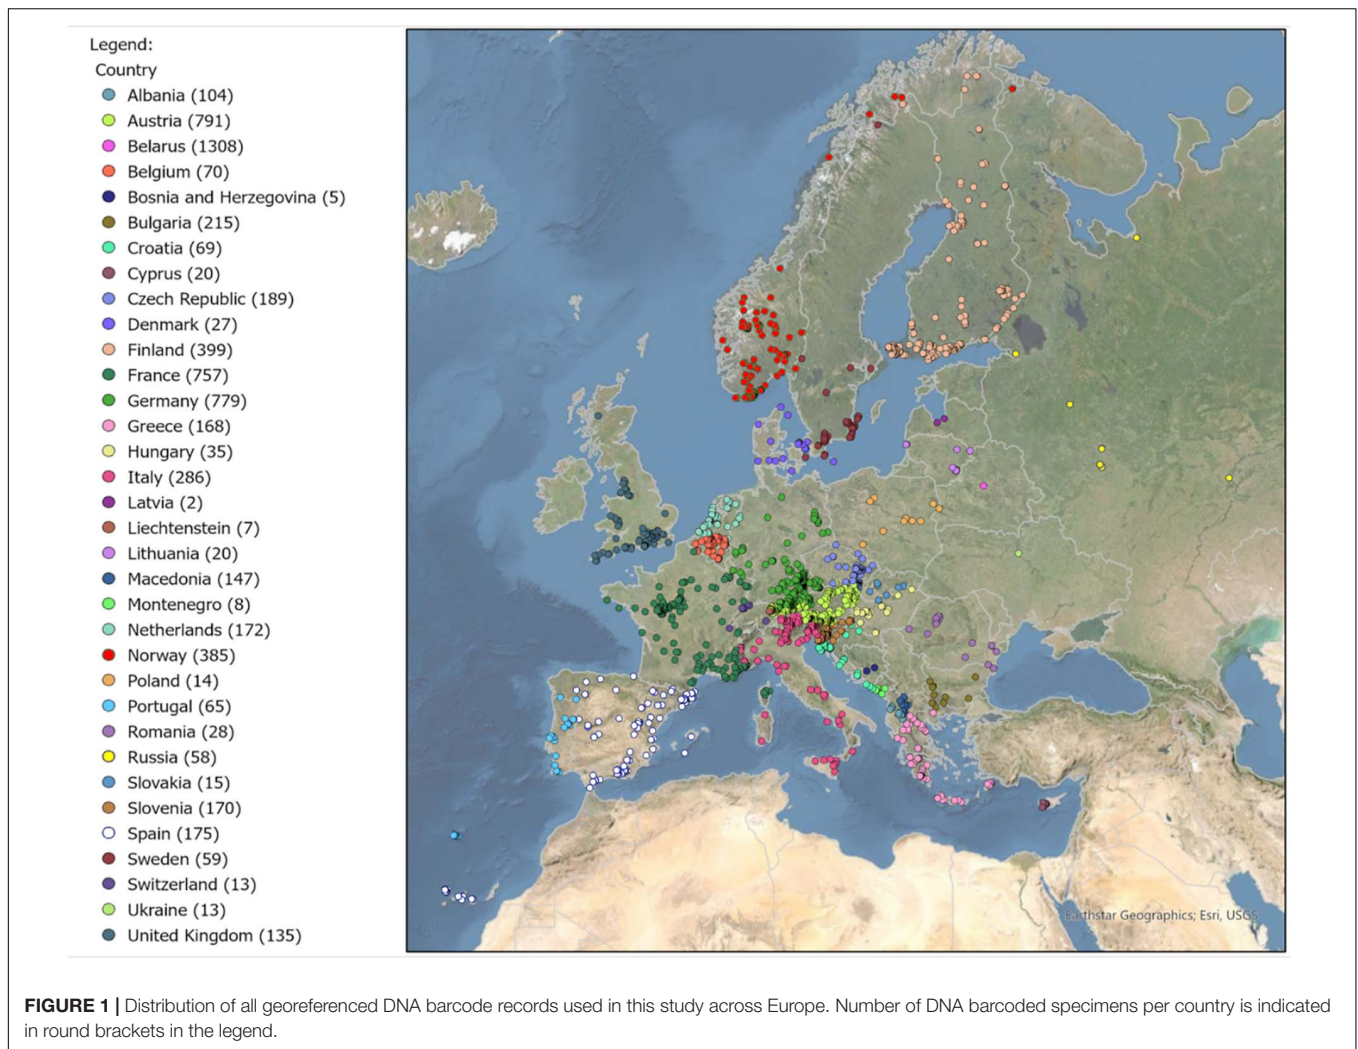 Legend:
Country
Albania (104)
Austria (791)
Belarus (1308)
Belgium (70)
Bosnia and Herzegovina (5)
Bulgaria (215)
Croatia (69)
Cyprus (20)
Czech Republic (189)
Denmark (27)
Finland (399)
France (757)
Germany (779)
Greece (168)
Hungary (35)
Italy (286)
Latvia (2)
Liechtenstein (7)
Lithuania (20)
Macedonia (147)
Montenegro (8)
Netherlands (172)
Norway (385)
Poland (14)
Portugal (65)
Romania (28)
Russia (58)
Slovakia (15)
Slovenia (170)
Spain (175)
Sweden (59)
Switzerland (13)
Ukraine (13)
United Kingdom (135)
Earthstar Geographics; Esri, USGS
FIGURE 1 | Distribution of all georeferenced DNA barcode records used in this study across Europe. Number of DNA barcoded specimens per country is indicated
in round brackets in the legend.